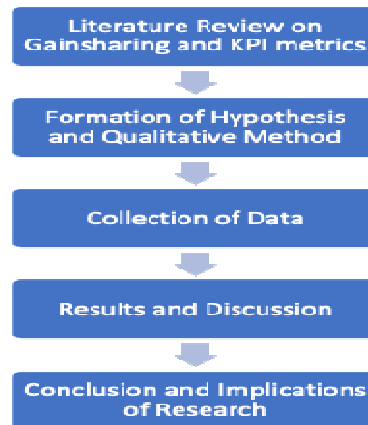 Literature Review on
Gainsharing and KPI metrics
Formation of Hypothesis
and Qualitative Method
Collection of Data
Results and Discussion
Conclusion and Implications
of Research